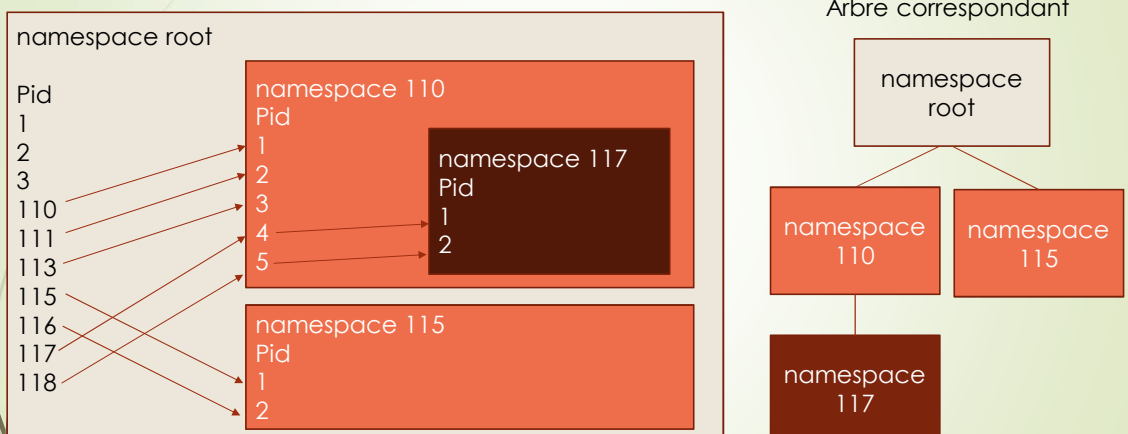 namespace root
Pid
1
2
3
110
111
113
115
116
117
118
namespace 110
Pid
1
2
3
4
5
namespace 117
Pid
1
2
namespace 115
Pid
1
2
Arbre correspondant
namespace
root
namespace
110
namespace
115
namespace
117